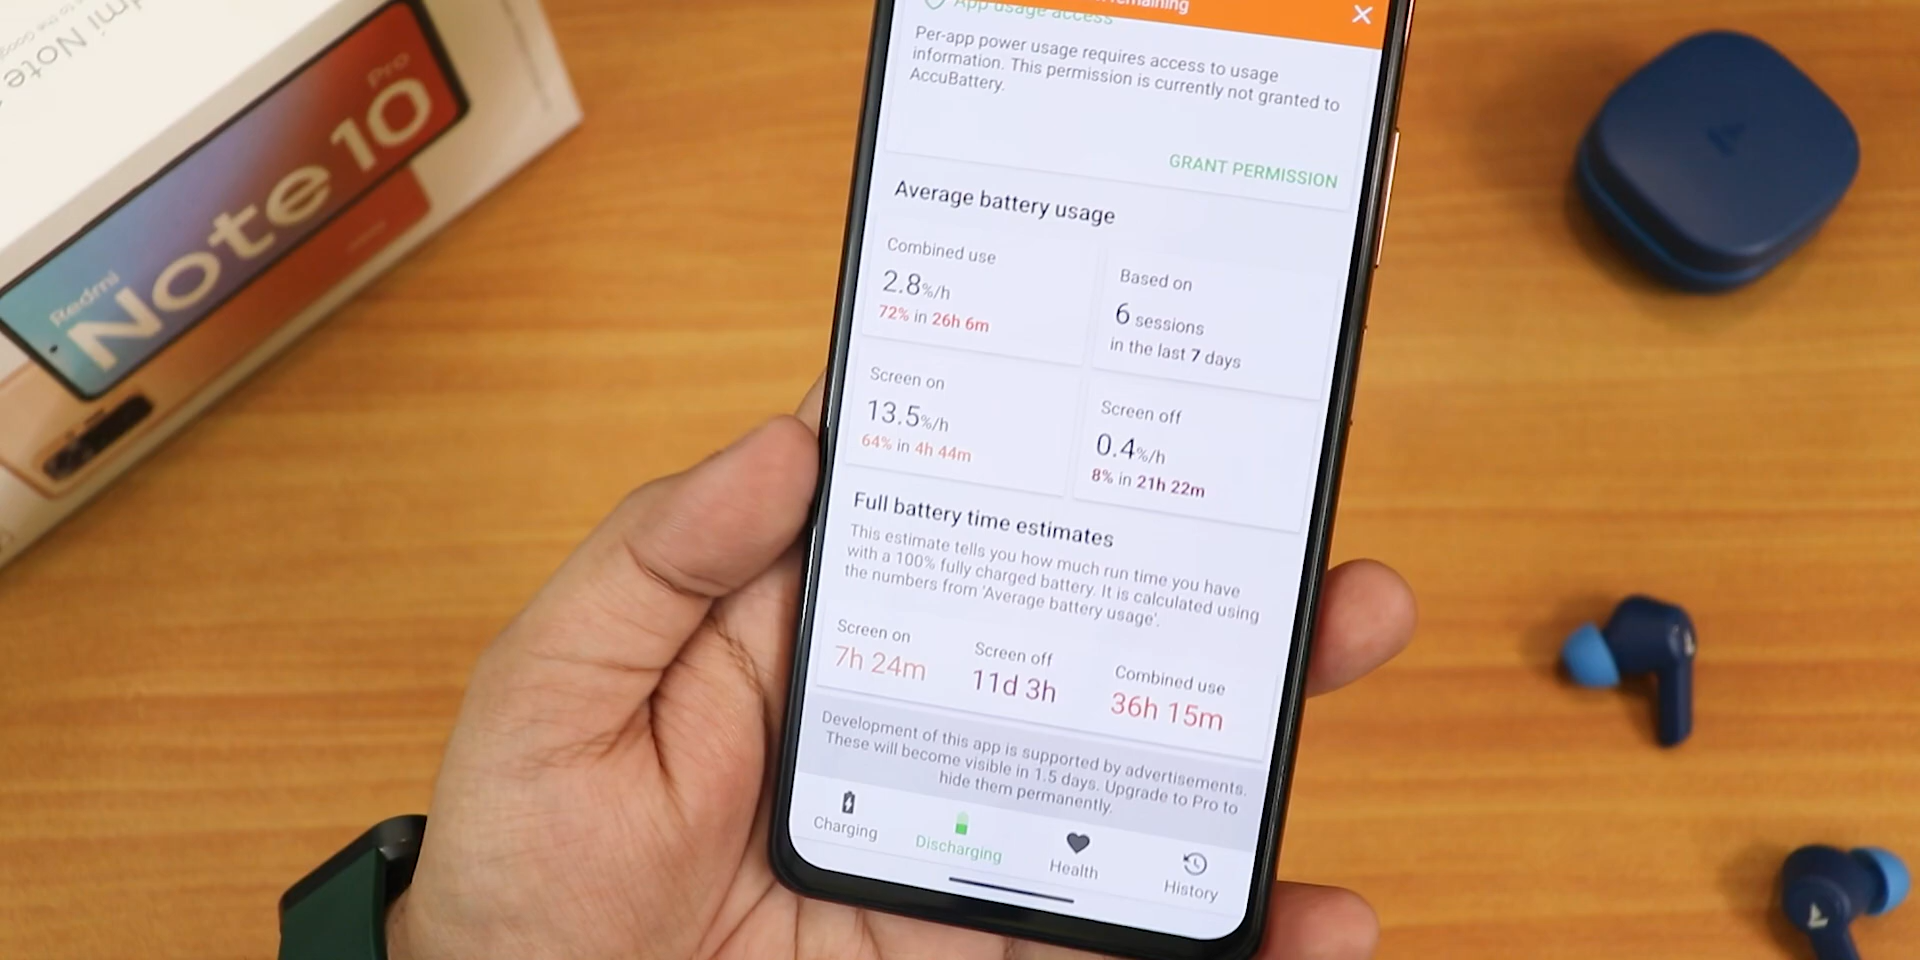 remaining
App usage access
Per-app power usage requires access to usage
information. This permission is currently not granted to
AccuBattery.
GRANT PERMISSION
Average battery usage
Combined use
2.8%/h
72% in 26h 6m
Based on
6 sessions
in the last 7 days
Screen on
13.5%/h
64% in 4h 44m
Screen off
0.4%/h
8% in 21h 22m
Full battery time estimates
This estimate tells you how much run time you have
with a 100% fully charged battery. It is calculated using
the numbers from 'Average battery usage'.
Screen on
7h 24m
Screen off
11d 3h
Combined use
36h 15m
Development of this app is supported by advertisements.
These will become visible in 1.5 days. Upgrade to Pro to
hide them permanently.
Charging
Discharging
Health
History
Redmi
Note 10
Pro
mi Note